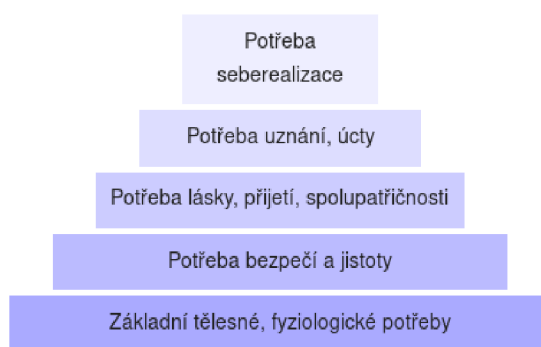 Potřeba
seberealizace
Potřeba uznání, úcty
Potřeba lásky, přijetí, spolupatřičnosti
Potřeba bezpečí a jistoty
Základní tělesné, fyziologické potřeby